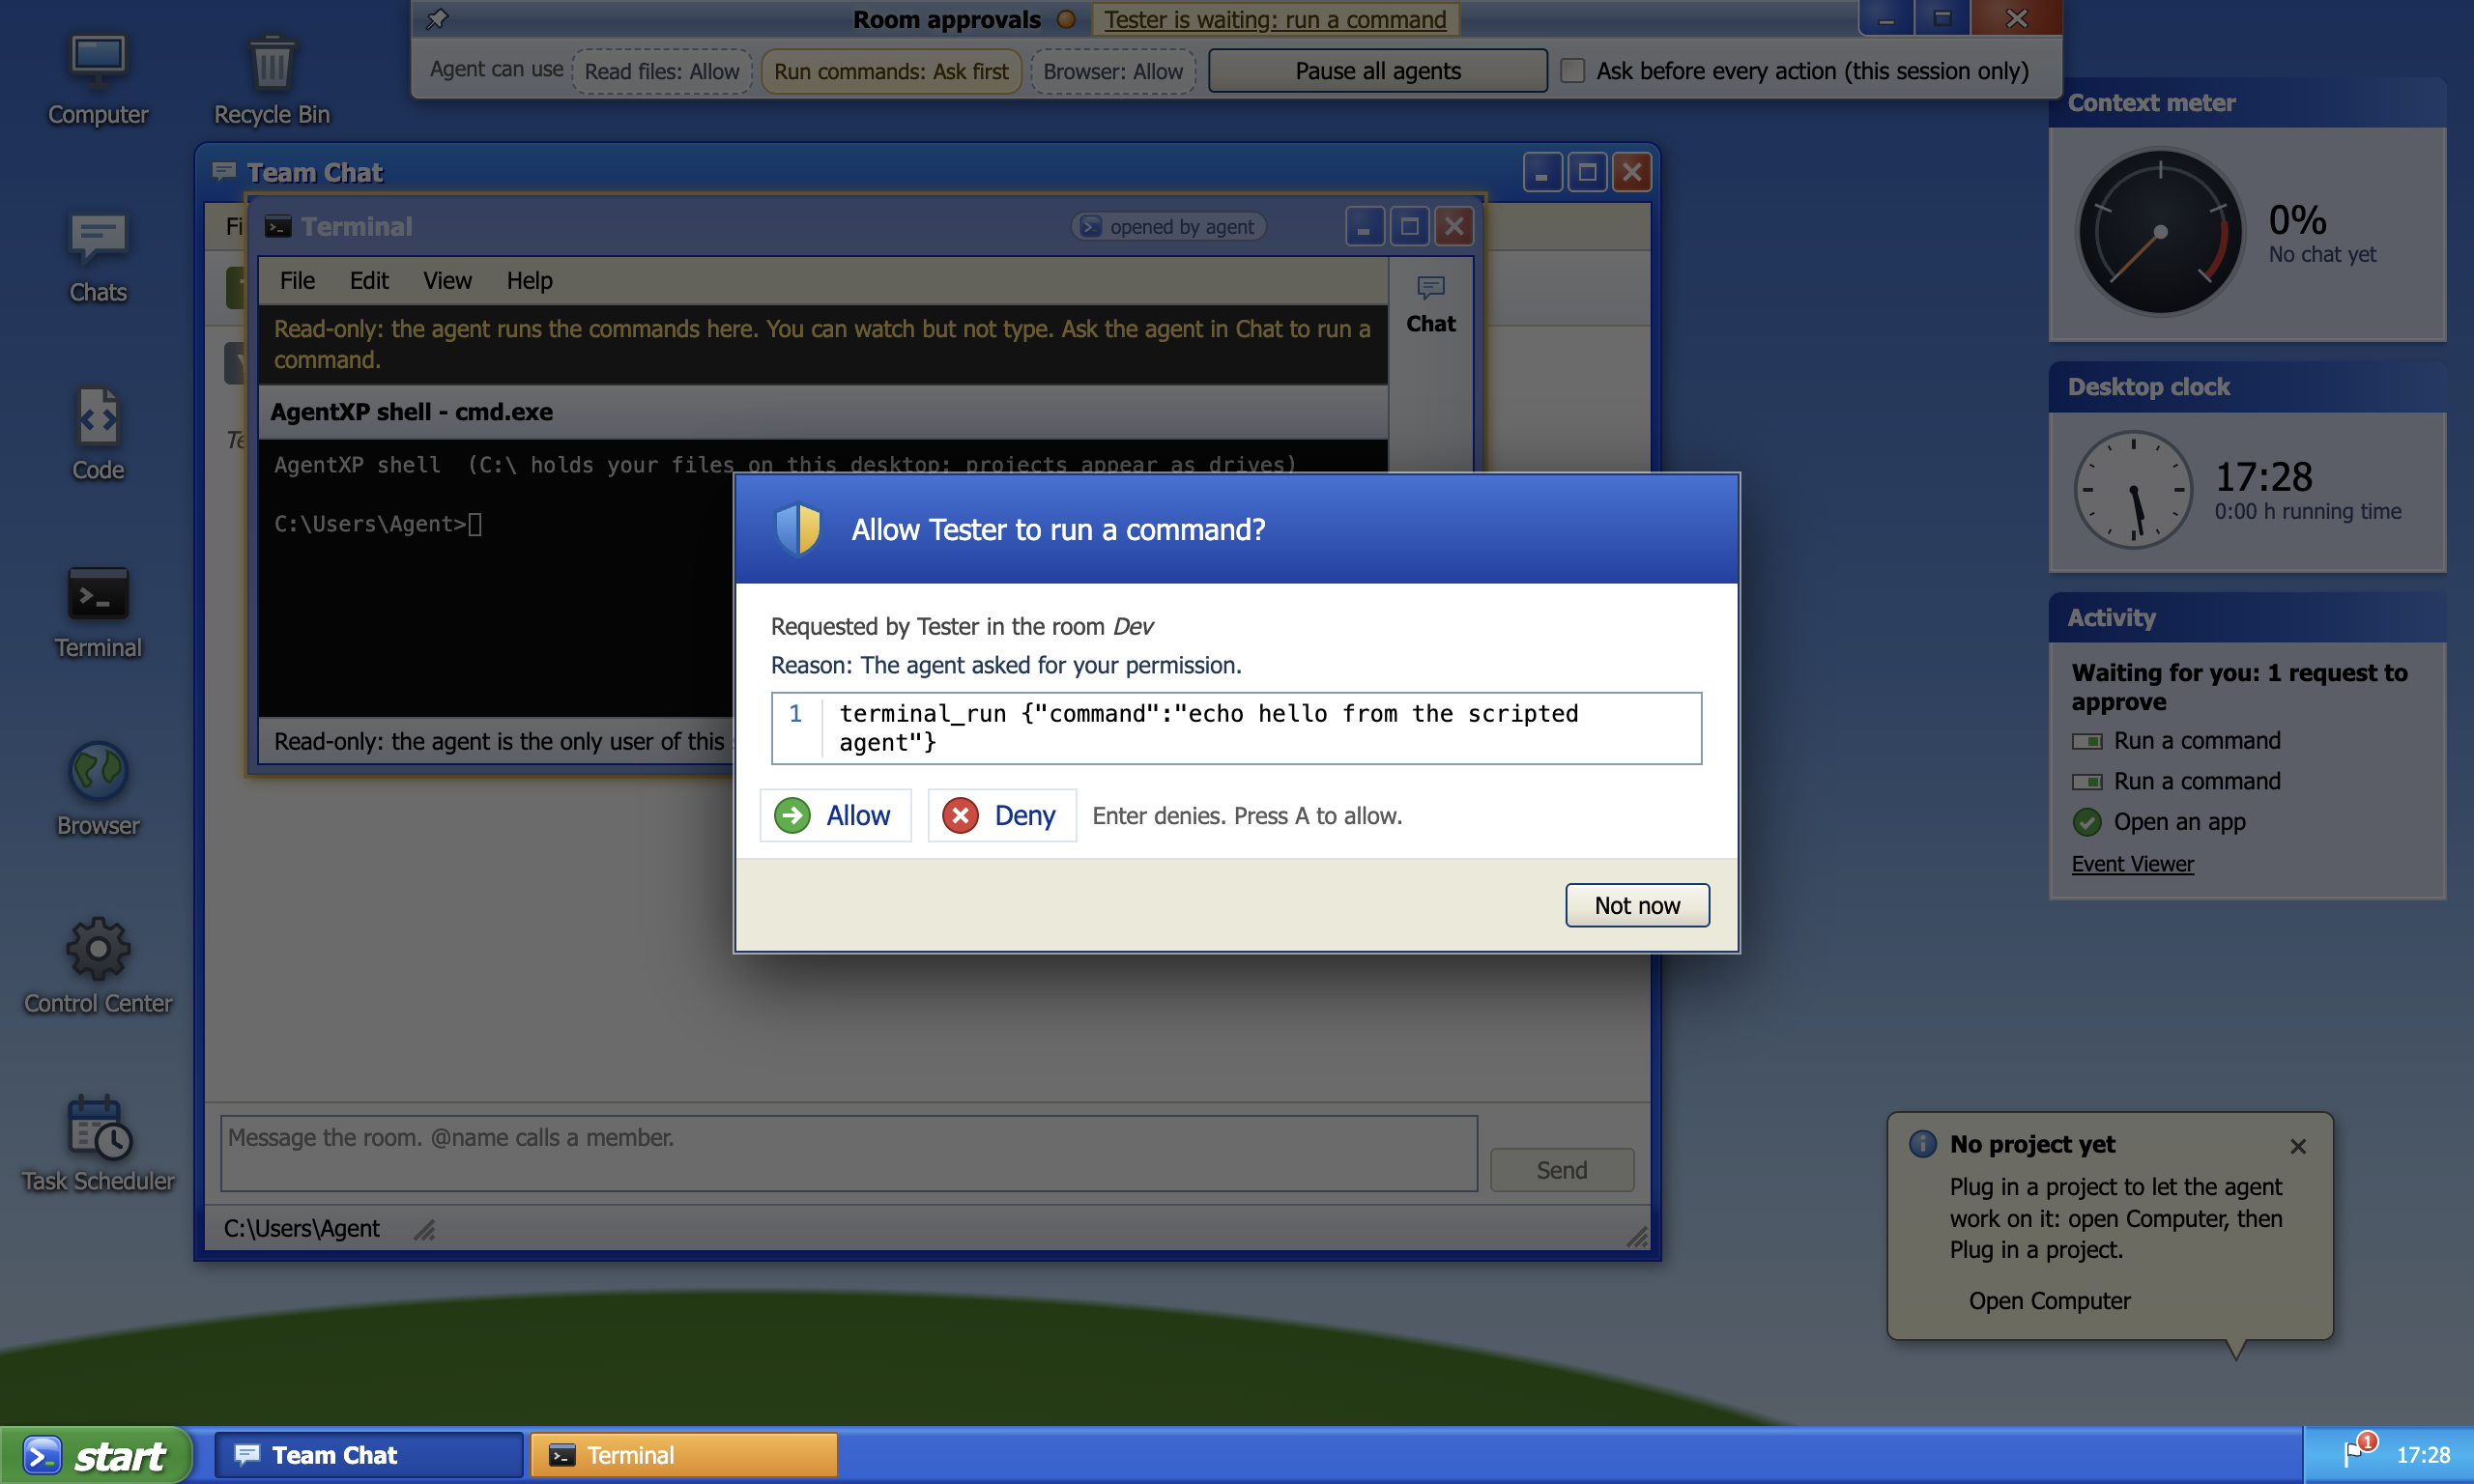 Room approvals
Tester is waiting: run a command
Agent can use
Read files: Allow
Run commands: Ask first
Browser: Allow
Pause all agents
Ask before every action (this session only)
Computer
Recycle Bin
Chats
Code
Terminal
Browser
Control Center
Task Scheduler
Team Chat
Terminal
opened by agent
File Edit View Help
Chat
Read-only: the agent runs the commands here. You can watch but not type. Ask the agent in Chat to run a
command.
AgentXP shell - cmd.exe
AgentXP shell (C:\ holds your files on this desktop; projects appear as drives)
C:\Users\Agent>
Read-only: the agent is the only user of this
Allow Tester to run a command?
Requested by Tester in the room Dev
Reason: The agent asked for your permission.
1 terminal_run {"command":"echo hello from the scripted
agent"}
Allow
Deny
Enter denies. Press A to allow.
Not now
Message the room. @name calls a member.
Send
C:\Users\Agent
Context meter
0%
No chat yet
Desktop clock
17:28
0:00 h running time
Activity
Waiting for you: 1 request to
approve
Run a command
Run a command
Open an app
Event Viewer
No project yet
Plug in a project to let the agent
work on it: open Computer, then
Plug in a project.
Open Computer
start
Team Chat
Terminal
1
17:28